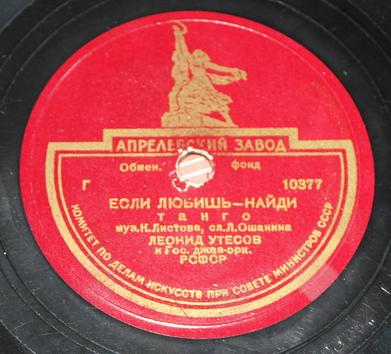 АПРЕЛЕВСКИЙ ЗАВОД
Обмен. фонд
Г 10377
ЕСЛИ ЛЮБИШЬ—НАЙДИ
танго
муз. К. Листова, сл. Л. Ошанина
ЛЕОНИД УТЕСОВ
и Гос. джаз-орк.
РСФСР
КОМИТЕТ ПО ДЕЛАМ ИСКУССТВ ПРИ СОВЕТЕ МИНИСТРОВ СССР